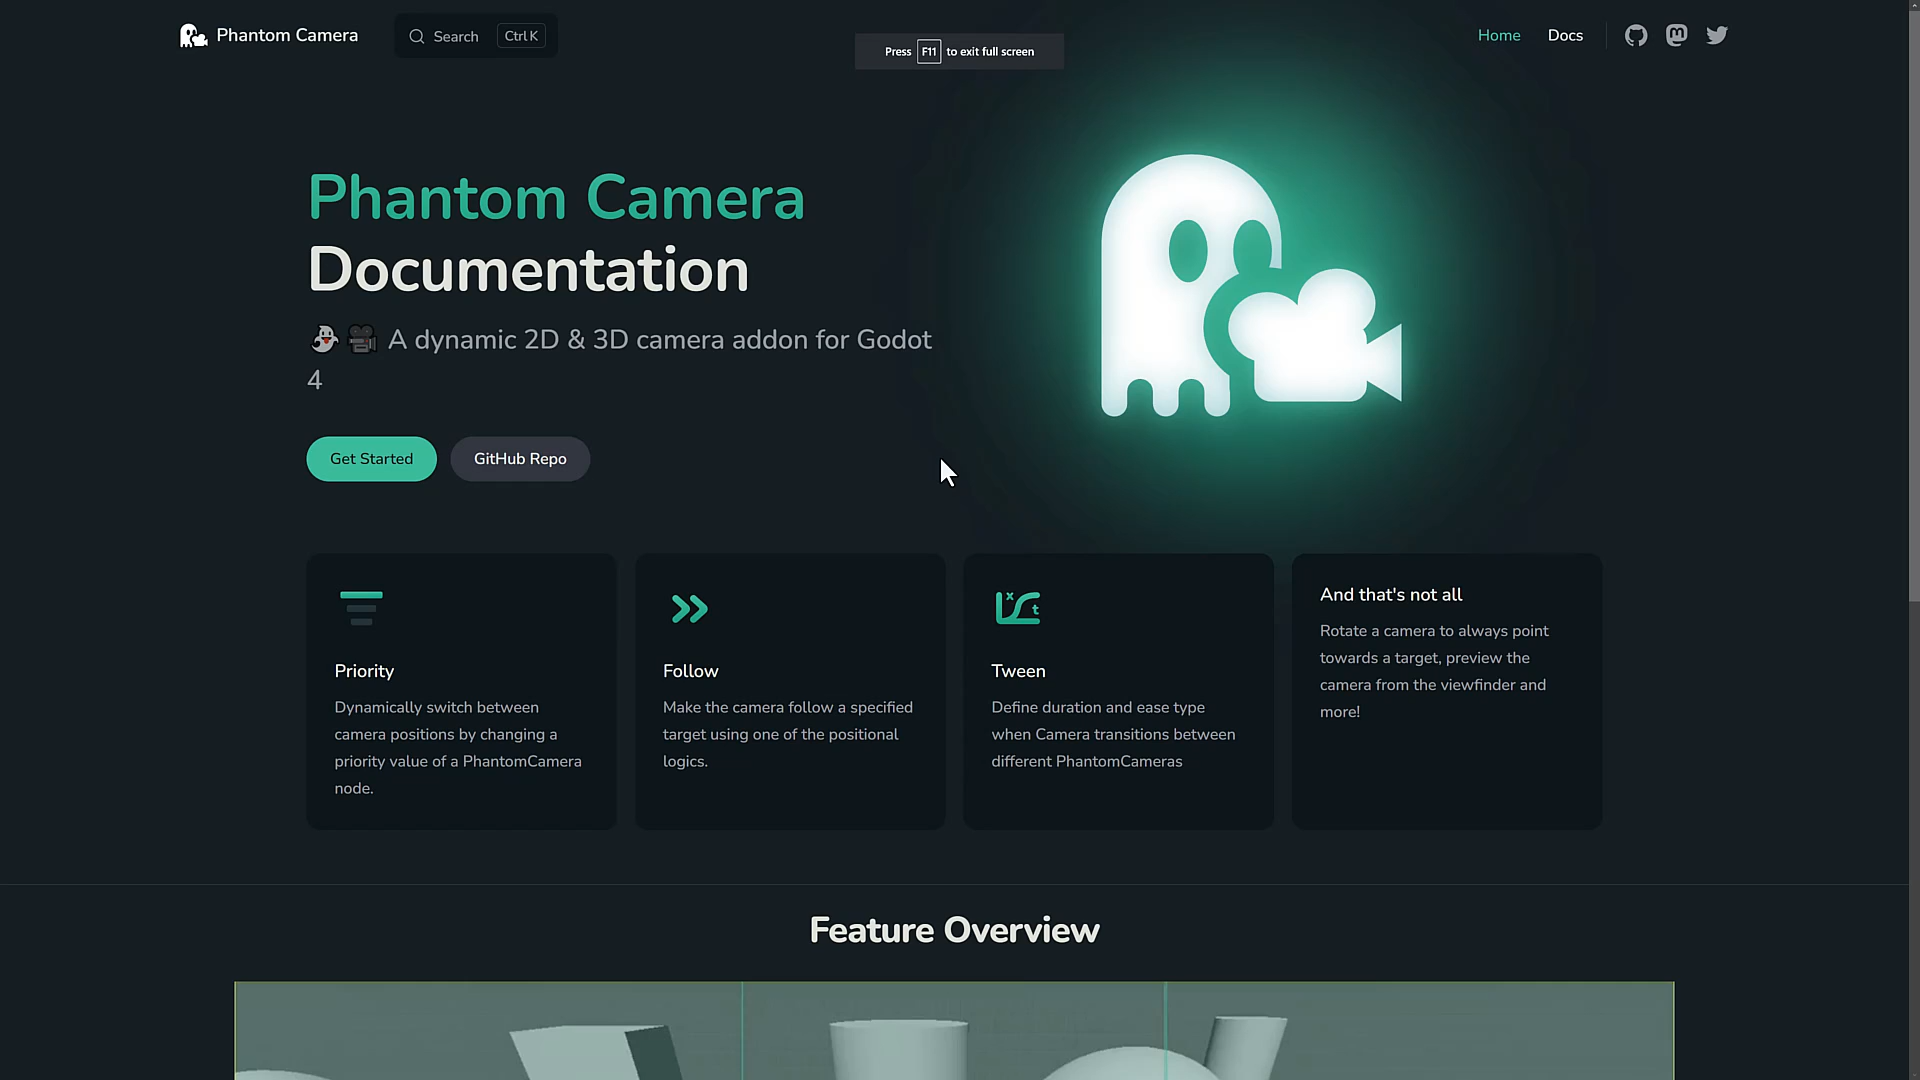 Phantom Camera
Search
Ctrl K
Press F11 to exit full screen
Home
Docs
Phantom Camera
Documentation
👻 🎥 A dynamic 2D & 3D camera addon for Godot
4
Get Started
GitHub Repo
Priority
Dynamically switch between
camera positions by changing a
priority value of a PhantomCamera
node.
Follow
Make the camera follow a specified
target using one of the positional
logics.
x
t
Tween
Define duration and ease type
when Camera transitions between
different PhantomCameras
And that's not all
Rotate a camera to always point
towards a target, preview the
camera from the viewfinder and
more!
Feature Overview